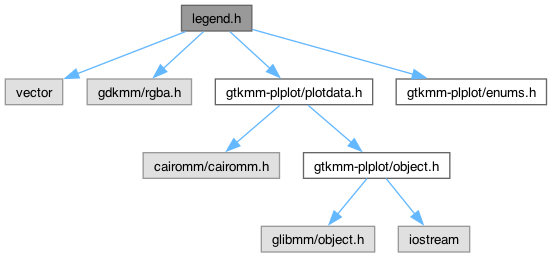 legend.h
vector
gdkmm/rgba.h
gtkmm-plplot/plotdata.h
gtkmm-plplot/enums.h
cairomm/cairomm.h
gtkmm-plplot/object.h
glibmm/object.h
iostream